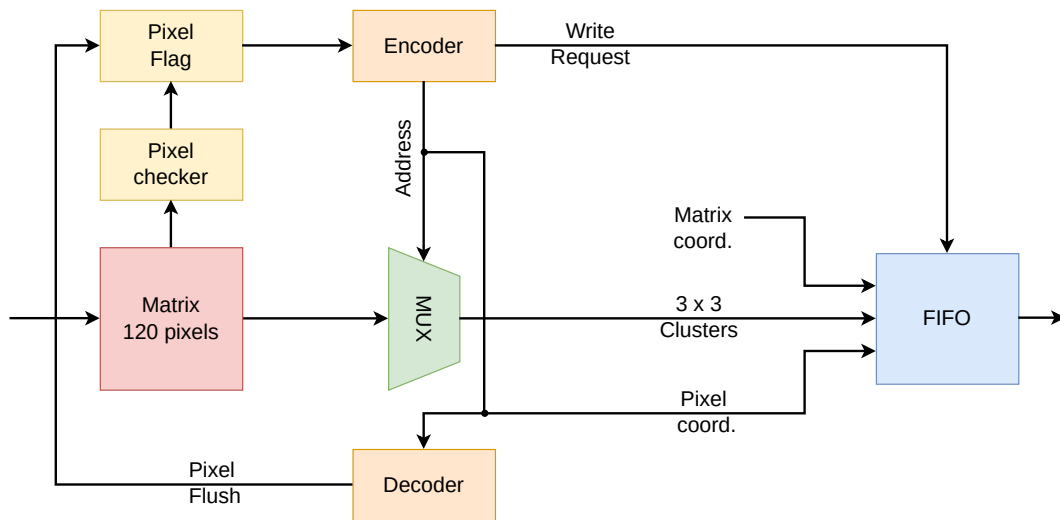 Pixel
Flag
Encoder
Write
Request
Pixel
checker
Address
Matrix
coord.
Matrix
120 pixels
MUX
3 x 3
Clusters
FIFO
Pixel
coord.
Pixel
Flush
Decoder